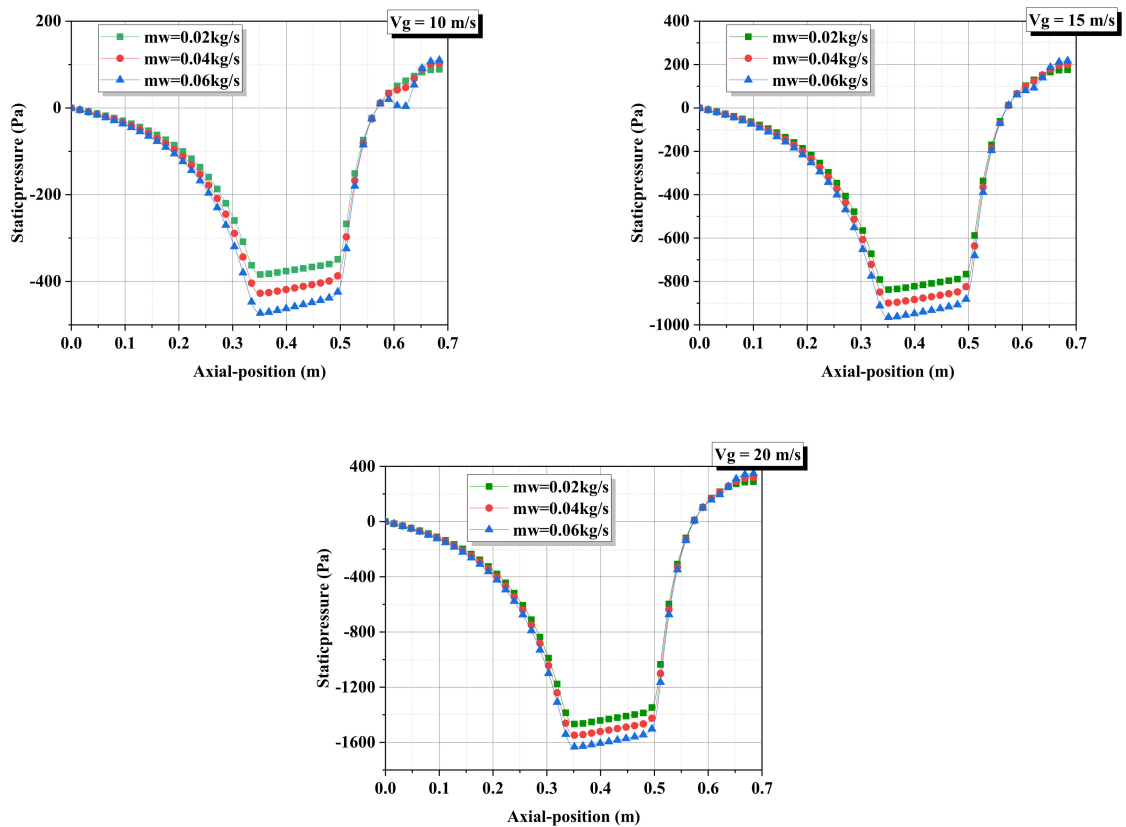 Vg = 10 m/s
mw=0.02kg/s
mw=0.04kg/s
mw=0.06kg/s
200
0
-200
-400
Staticpressure (Pa)
0.0 0.1 0.2 0.3 0.4 0.5 0.6 0.7
Axial-position (m)
Vg = 15 m/s
mw=0.02kg/s
mw=0.04kg/s
mw=0.06kg/s
400
200
0
-200
-400
-600
-800
-1000
Staticpressure (Pa)
0.0 0.1 0.2 0.3 0.4 0.5 0.6 0.7
Axial-position (m)
Vg = 20 m/s
mw=0.02kg/s
mw=0.04kg/s
mw=0.06kg/s
400
0
-400
-800
-1200
-1600
Staticpressure (Pa)
0.0 0.1 0.2 0.3 0.4 0.5 0.6 0.7
Axial-position (m)